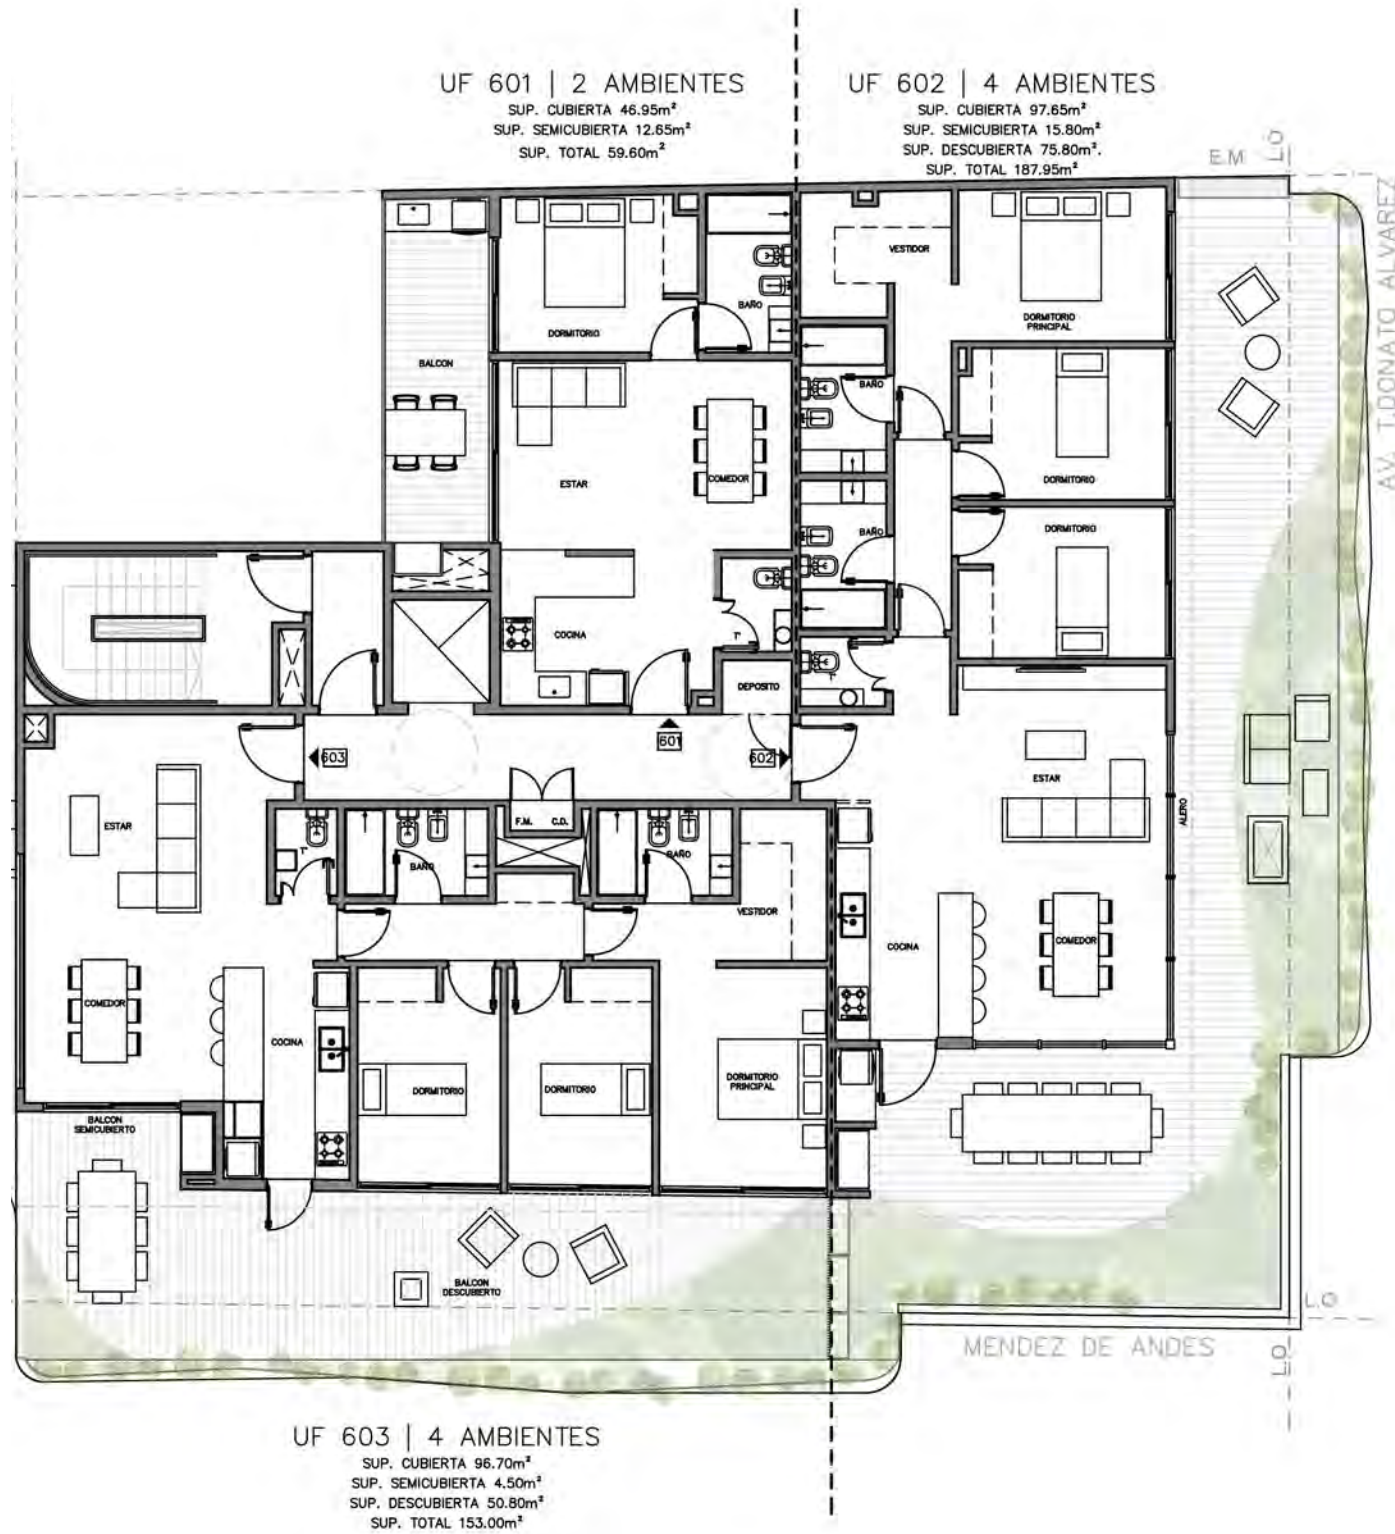 UF 601 | 2 AMBIENTES
SUP. CUBIERTA 46.95m²
SUP. SEMICUBIERTA 12.65m²
SUP. TOTAL 59.60m²
UF 602 | 4 AMBIENTES
SUP. CUBIERTA 97.65m²
SUP. SEMICUBIERTA 15.80m²
SUP. DESCUBIERTA 75.80m².
SUP. TOTAL 187.95m²
E.M
L.O
AV. T.DONATO ALVAREZ
VESTIDOR
BAÑO
DORMITORIO
DORMITORIO
PRINCIPAL
BALCON
BAÑO
ESTAR
COMEDOR
DORMITORIO
DORMITORIO
BAÑO
COCINA
T
T
DEPOSITO
601
603
602
ESTAR
ALERO
F.M.
C.D.
ESTAR
T
BAÑO
BAÑO
VESTIDOR
COCINA
COMEDOR
COMEDOR
COCINA
DORMITORIO
DORMITORIO
DORMITORIO
PRINCIPAL
BALCON
SEMICUBIERTO
BALCON
DESCUBIERTO
L.O
MENDEZ DE ANDES
L.O
UF 603 | 4 AMBIENTES
SUP. CUBIERTA 96.70m²
SUP. SEMICUBIERTA 4.50m²
SUP. DESCUBIERTA 50.80m²
SUP. TOTAL 153.00m²